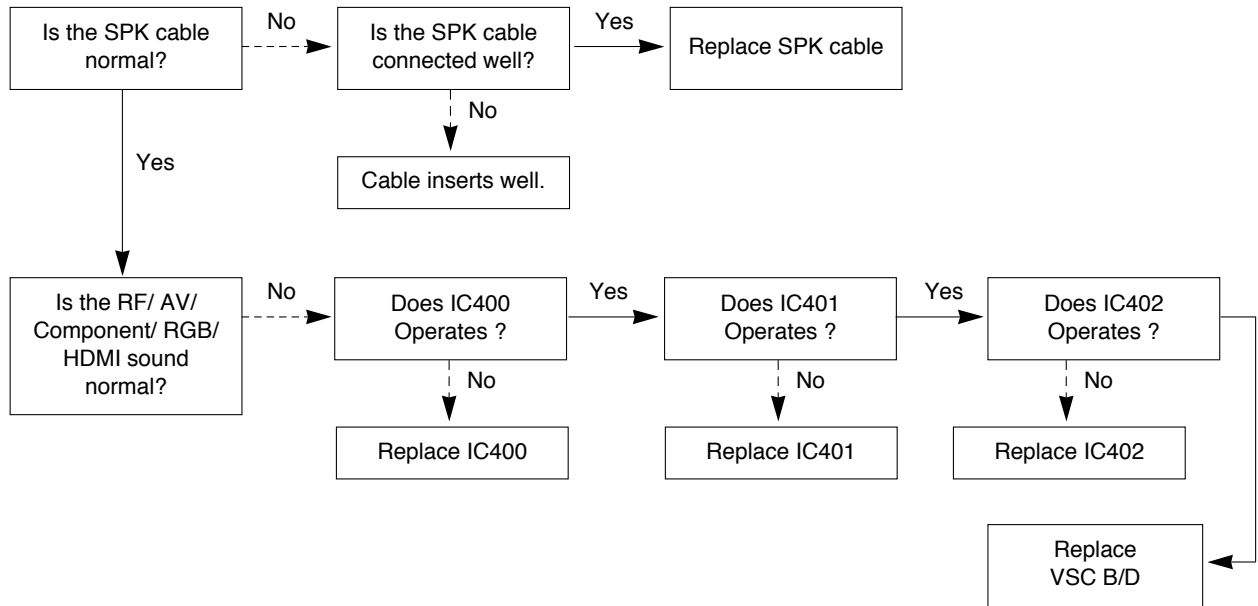 Is the SPK cable
normal?
No
Is the SPK cable
connected well?
Yes
Replace SPK cable
No
Cable inserts well.
Yes
Is the RF/ AV/
Component/ RGB/
HDMI sound
normal?
No
Does IC400
Operates ?
Yes
Does IC401
Operates ?
Yes
Does IC402
Operates ?
No
Replace IC400
No
Replace IC401
No
Replace IC402
Replace
VSC B/D